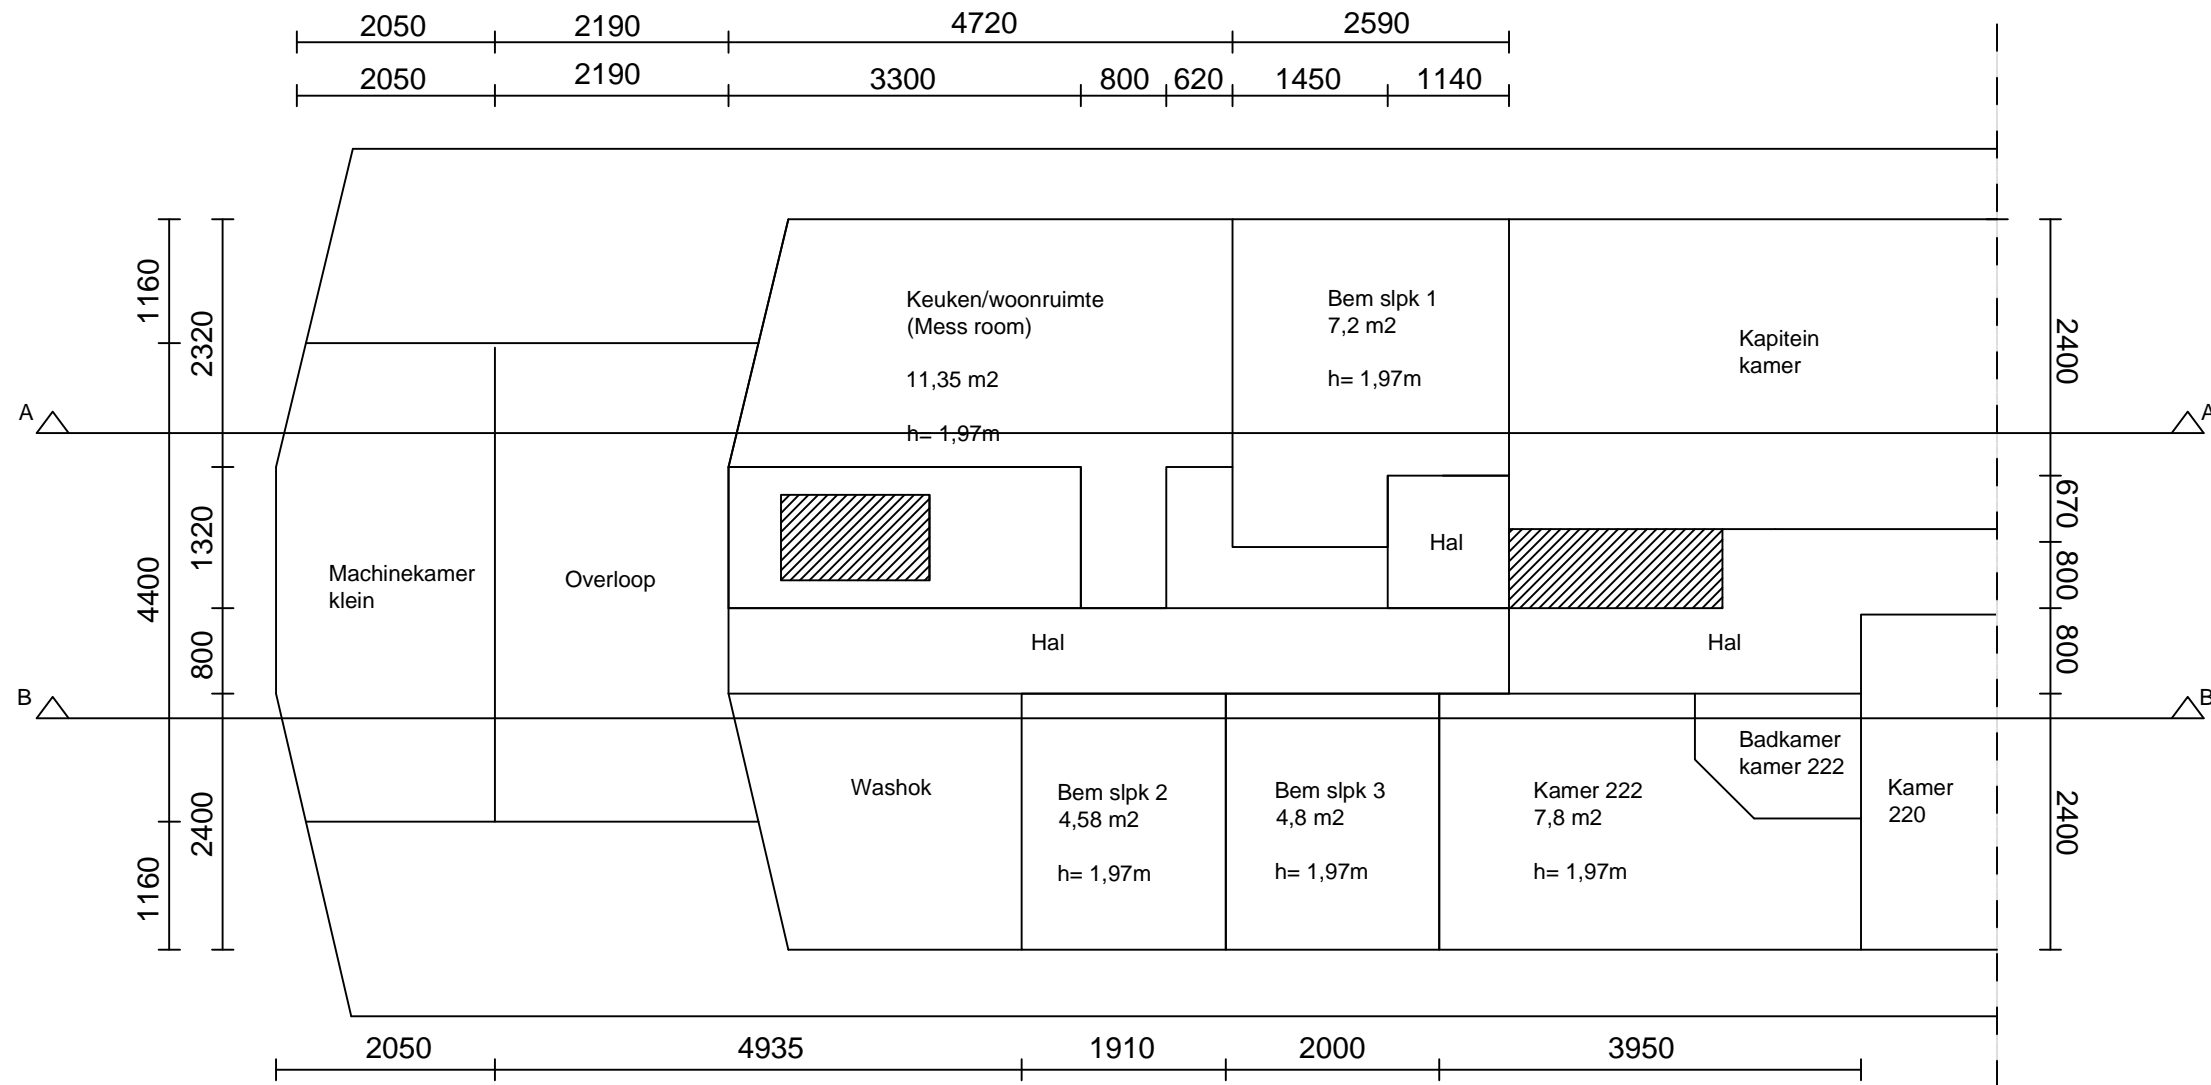 2050 2190 4720 2590
2050 2190 3300 800 620 1450 1140
1160
4400
1160
2320
1320
800
2400
2400
670
800
800
2400
A
A
B
B
Keuken/woonruimte
(Mess room)
11,35 m2
h= 1,97m
Bem slpk 1
7,2 m2
h= 1,97m
Kapitein
kamer
Machinekamer
klein
Overloop
Hal
Hal
Hal
Washok
Bem slpk 2
4,58 m2
h= 1,97m
Bem slpk 3
4,8 m2
h= 1,97m
Kamer 222
7,8 m2
h= 1,97m
Badkamer
kamer 222
Kamer
220
2050 4935 1910 2000 3950